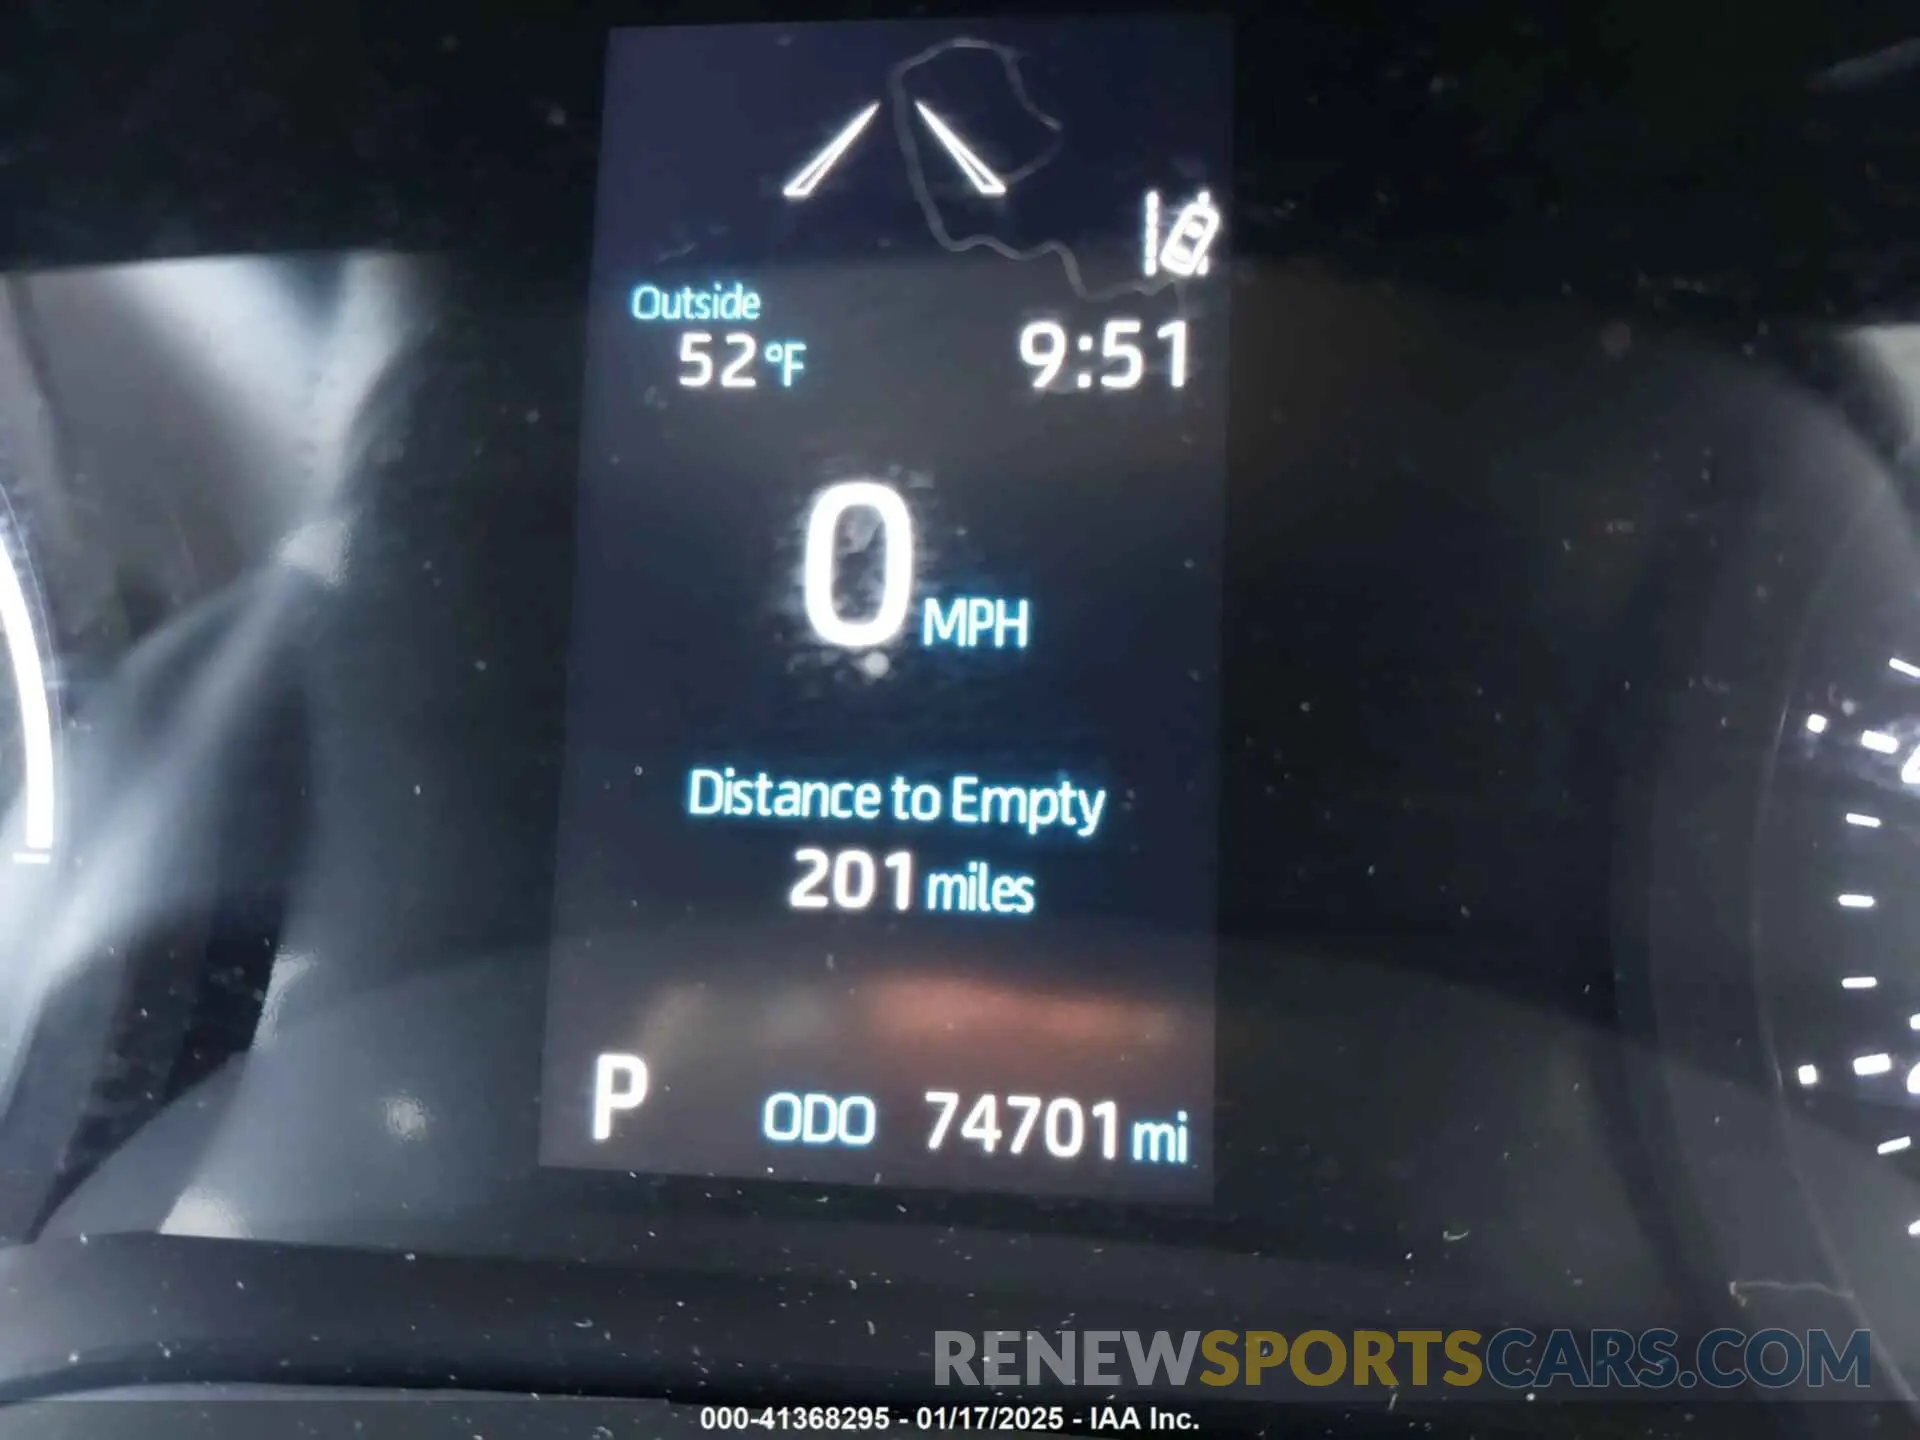 Outside
52°F 9:51
0 MPH
Distance to Empty
201 miles
P ODO 74701 mi
RENEWSPORTSCARS.COM
000-41368295 - 01/17/2025 - IAA Inc.